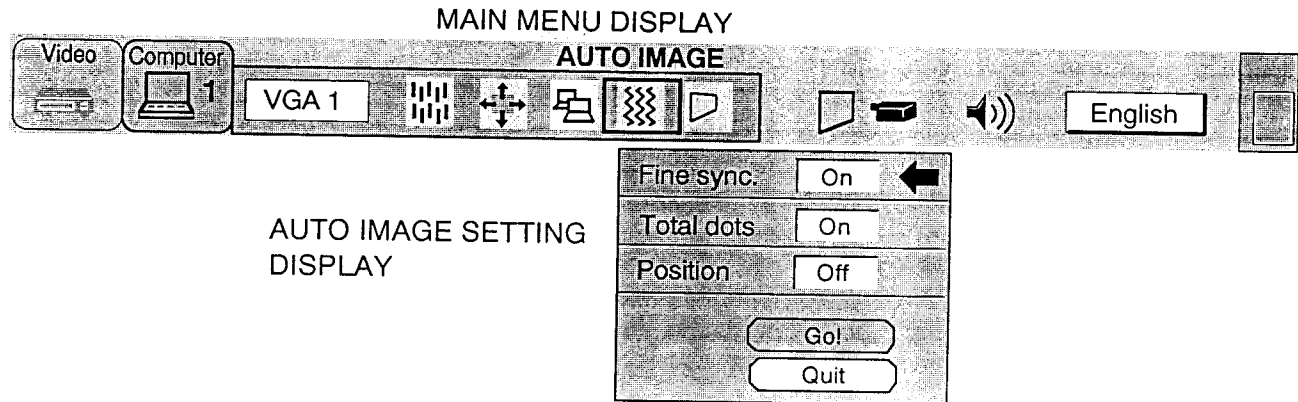 MAIN MENU DISPLAY
Video
Computer
1
AUTO IMAGE
VGA 1
English
Fine sync. On
Total dots On
Position Off
Go!
Quit
AUTO IMAGE SETTING
DISPLAY